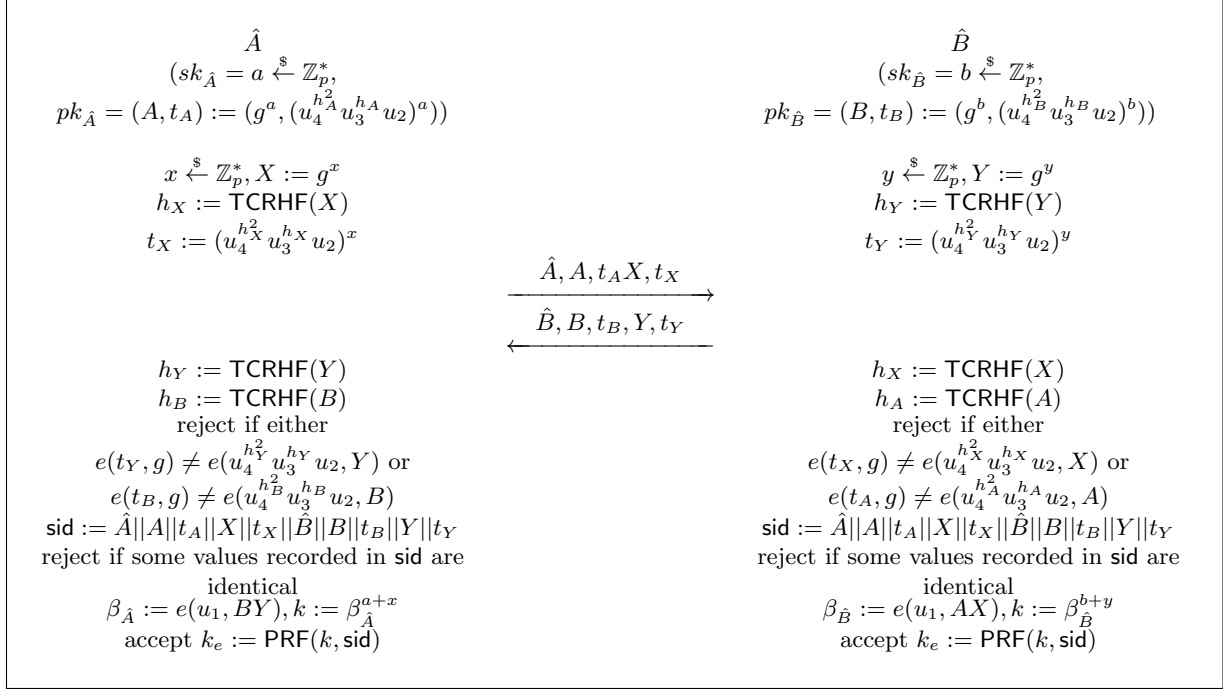 Â
(sk_Â = a ←$ ℤ_p^*,
pk_Â = (A, t_A) := (g^a, (u_4^{h_A^2} u_3^{h_A} u_2)^a))
x ←$ ℤ_p^*, X := g^x
h_X := TCRHF(X)
t_X := (u_4^{h_X^2} u_3^{h_X} u_2)^x
B̂
(sk_B̂ = b ←$ ℤ_p^*,
pk_B̂ = (B, t_B) := (g^b, (u_4^{h_B^2} u_3^{h_B} u_2)^b))
y ←$ ℤ_p^*, Y := g^y
h_Y := TCRHF(Y)
t_Y := (u_4^{h_Y^2} u_3^{h_Y} u_2)^y
Â, A, t_A X, t_X
B̂, B, t_B, Y, t_Y
h_Y := TCRHF(Y)
h_B := TCRHF(B)
reject if either
e(t_Y, g) ≠ e(u_4^{h_Y^2} u_3^{h_Y} u_2, Y) or
e(t_B, g) ≠ e(u_4^{h_B^2} u_3^{h_B} u_2, B)
sid := Â||A||t_A||X||t_X||B̂||B||t_B||Y||t_Y
reject if some values recorded in sid are
identical
β_Â := e(u_1, BY), k := β_Â^{a+x}
accept k_e := PRF(k, sid)
h_X := TCRHF(X)
h_A := TCRHF(A)
reject if either
e(t_X, g) ≠ e(u_4^{h_X^2} u_3^{h_X} u_2, X) or
e(t_A, g) ≠ e(u_4^{h_A^2} u_3^{h_A} u_2, A)
sid := Â||A||t_A||X||t_X||B̂||B||t_B||Y||t_Y
reject if some values recorded in sid are
identical
β_B̂ := e(u_1, AX), k := β_B̂^{b+y}
accept k_e := PRF(k, sid)